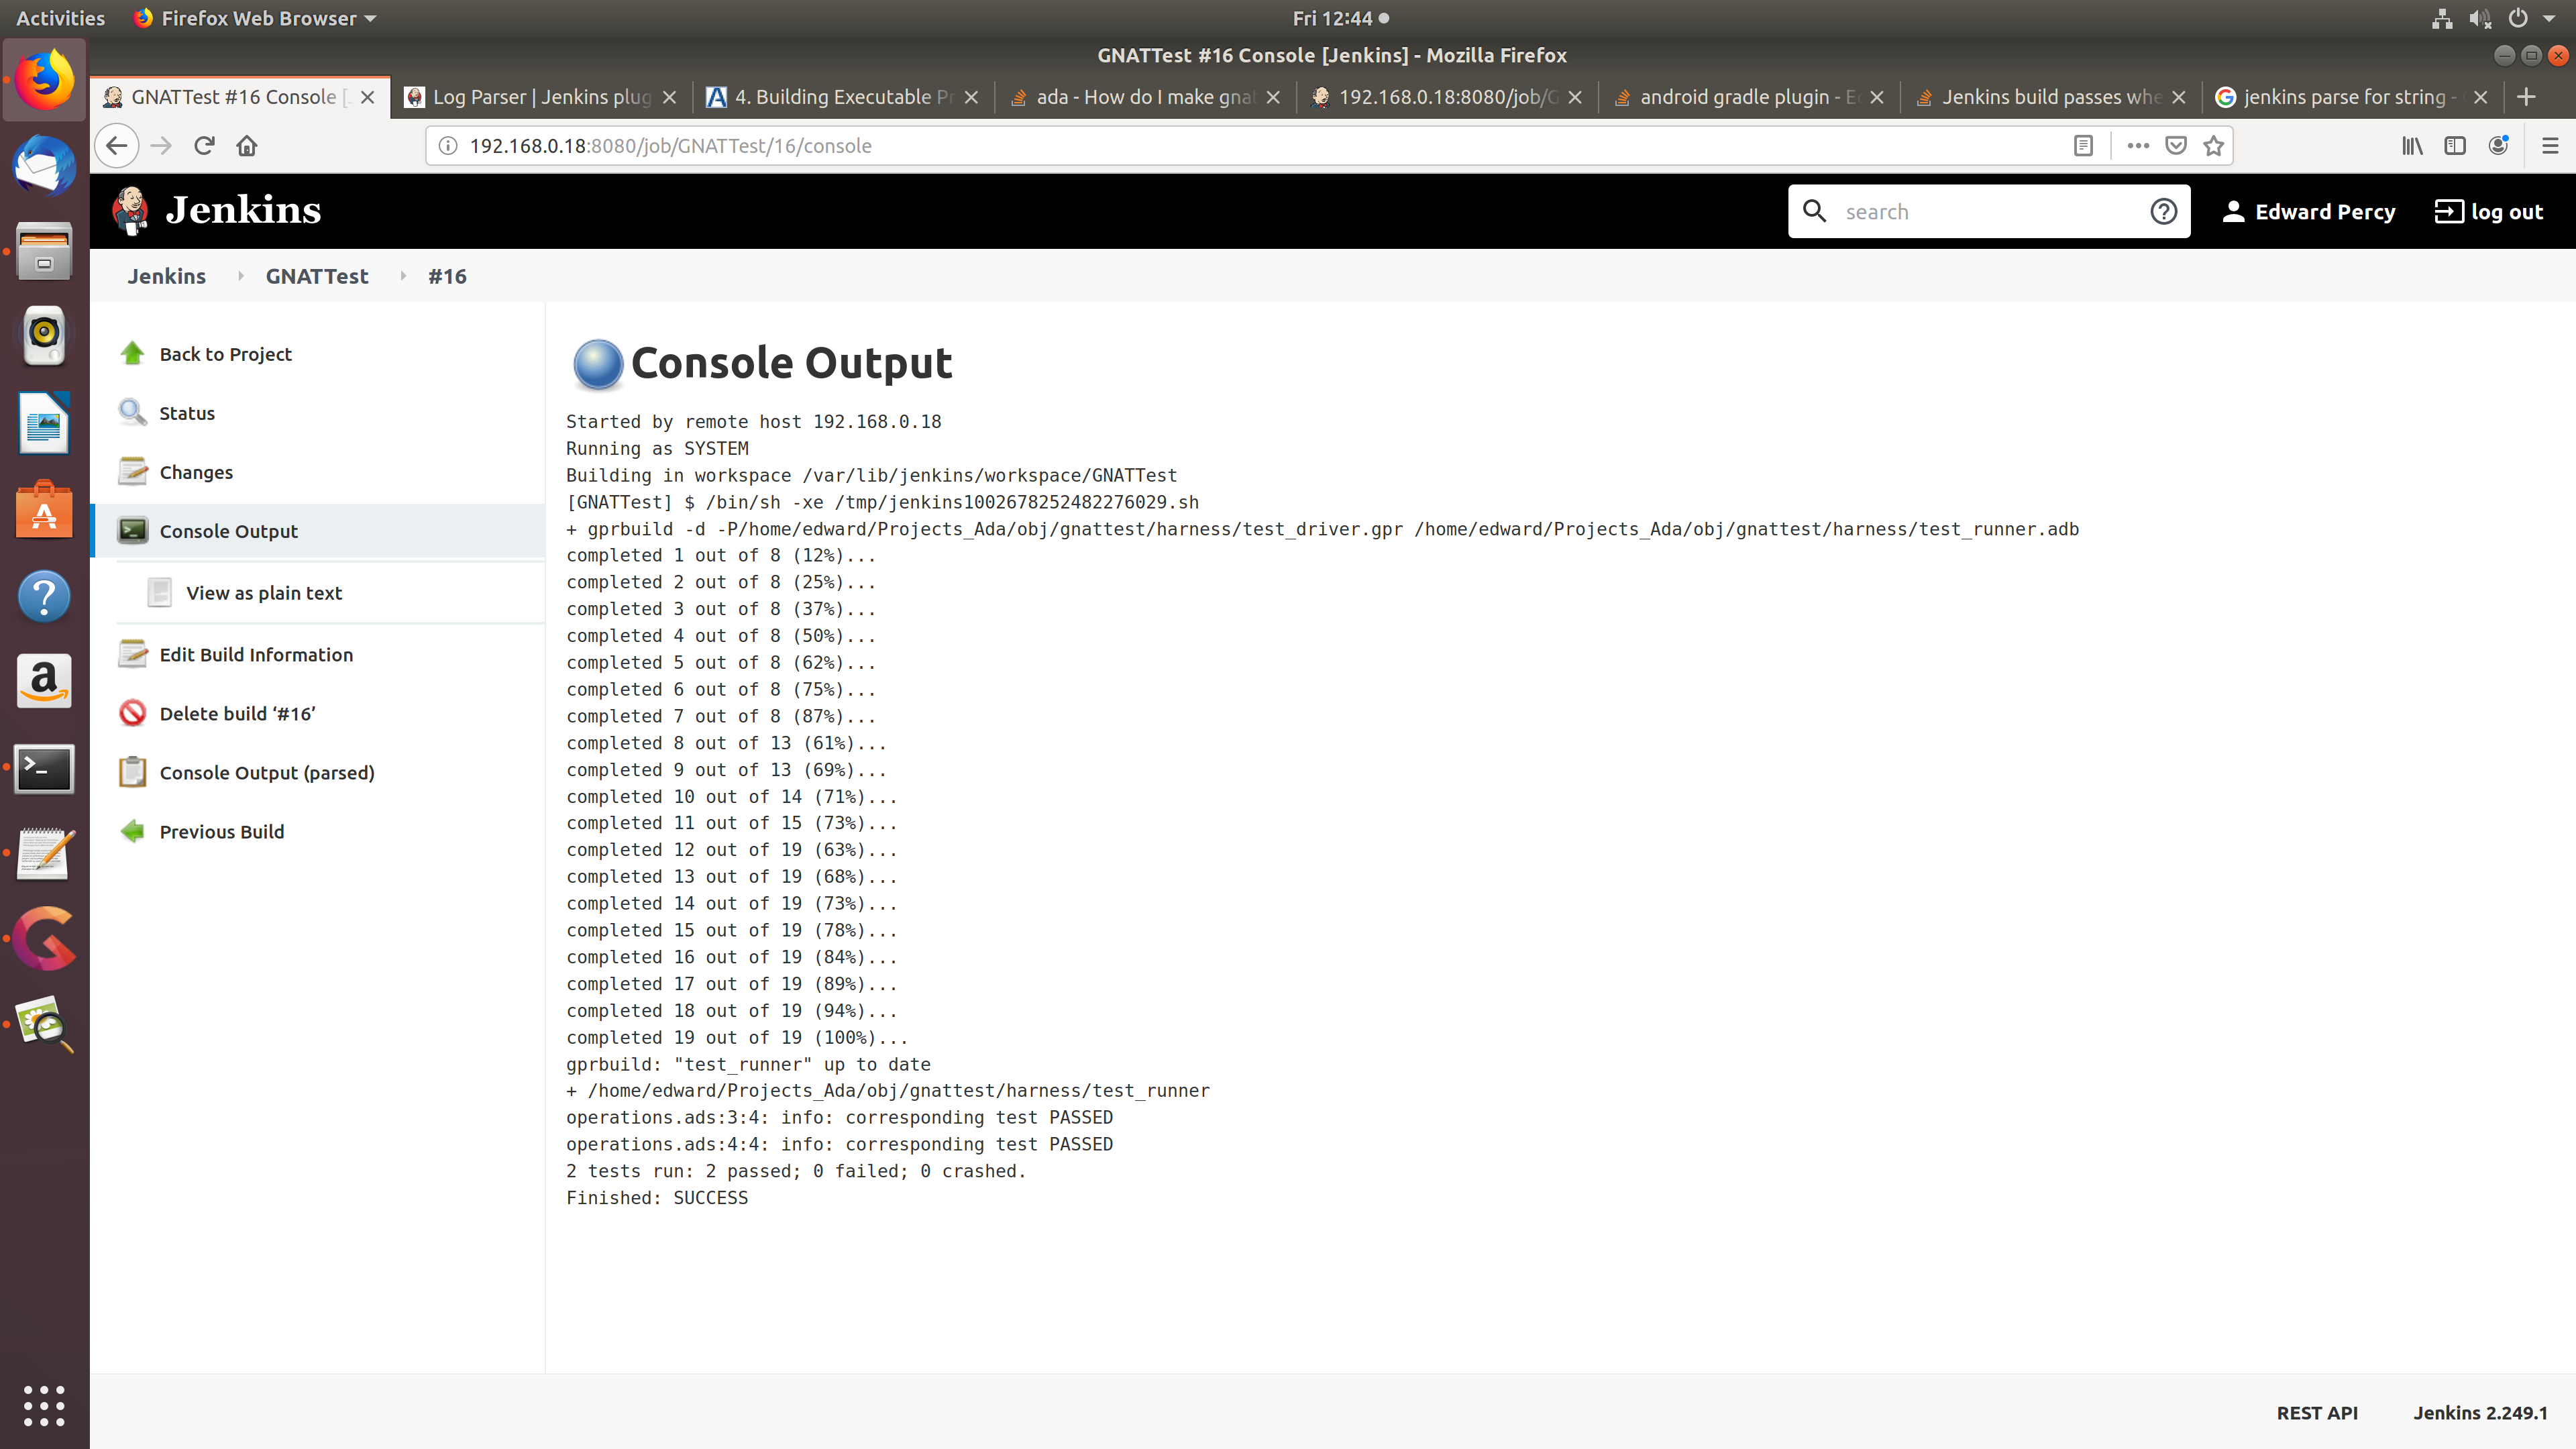 Activities Firefox Web Browser Fri 12:44
GNATTest #16 Console [Jenkins] - Mozilla Firefox
GNATTest #16 Console [J Log Parser | Jenkins plug 4. Building Executable Pr ada - How do I make gnat 192.168.0.18:8080/job/G android gradle plugin - Ec Jenkins build passes whe jenkins parse for string -
192.168.0.18:8080/job/GNATTest/16/console
Jenkins search Edward Percy log out
Jenkins GNATTest #16
Back to Project
Status
Changes
Console Output
View as plain text
Edit Build Information
Delete build ‘#16’
Console Output (parsed)
Previous Build
Console Output
Started by remote host 192.168.0.18
Running as SYSTEM
Building in workspace /var/lib/jenkins/workspace/GNATTest
[GNATTest] $ /bin/sh -xe /tmp/jenkins1002678252482276029.sh
+ gprbuild -d -P/home/edward/Projects_Ada/obj/gnattest/harness/test_driver.gpr /home/edward/Projects_Ada/obj/gnattest/harness/test_runner.adb
completed 1 out of 8 (12%)...
completed 2 out of 8 (25%)...
completed 3 out of 8 (37%)...
completed 4 out of 8 (50%)...
completed 5 out of 8 (62%)...
completed 6 out of 8 (75%)...
completed 7 out of 8 (87%)...
completed 8 out of 13 (61%)...
completed 9 out of 13 (69%)...
completed 10 out of 14 (71%)...
completed 11 out of 15 (73%)...
completed 12 out of 19 (63%)...
completed 13 out of 19 (68%)...
completed 14 out of 19 (73%)...
completed 15 out of 19 (78%)...
completed 16 out of 19 (84%)...
completed 17 out of 19 (89%)...
completed 18 out of 19 (94%)...
completed 19 out of 19 (100%)...
gprbuild: "test_runner" up to date
+ /home/edward/Projects_Ada/obj/gnattest/harness/test_runner
operations.ads:3:4: info: corresponding test PASSED
operations.ads:4:4: info: corresponding test PASSED
2 tests run: 2 passed; 0 failed; 0 crashed.
Finished: SUCCESS
REST API Jenkins 2.249.1